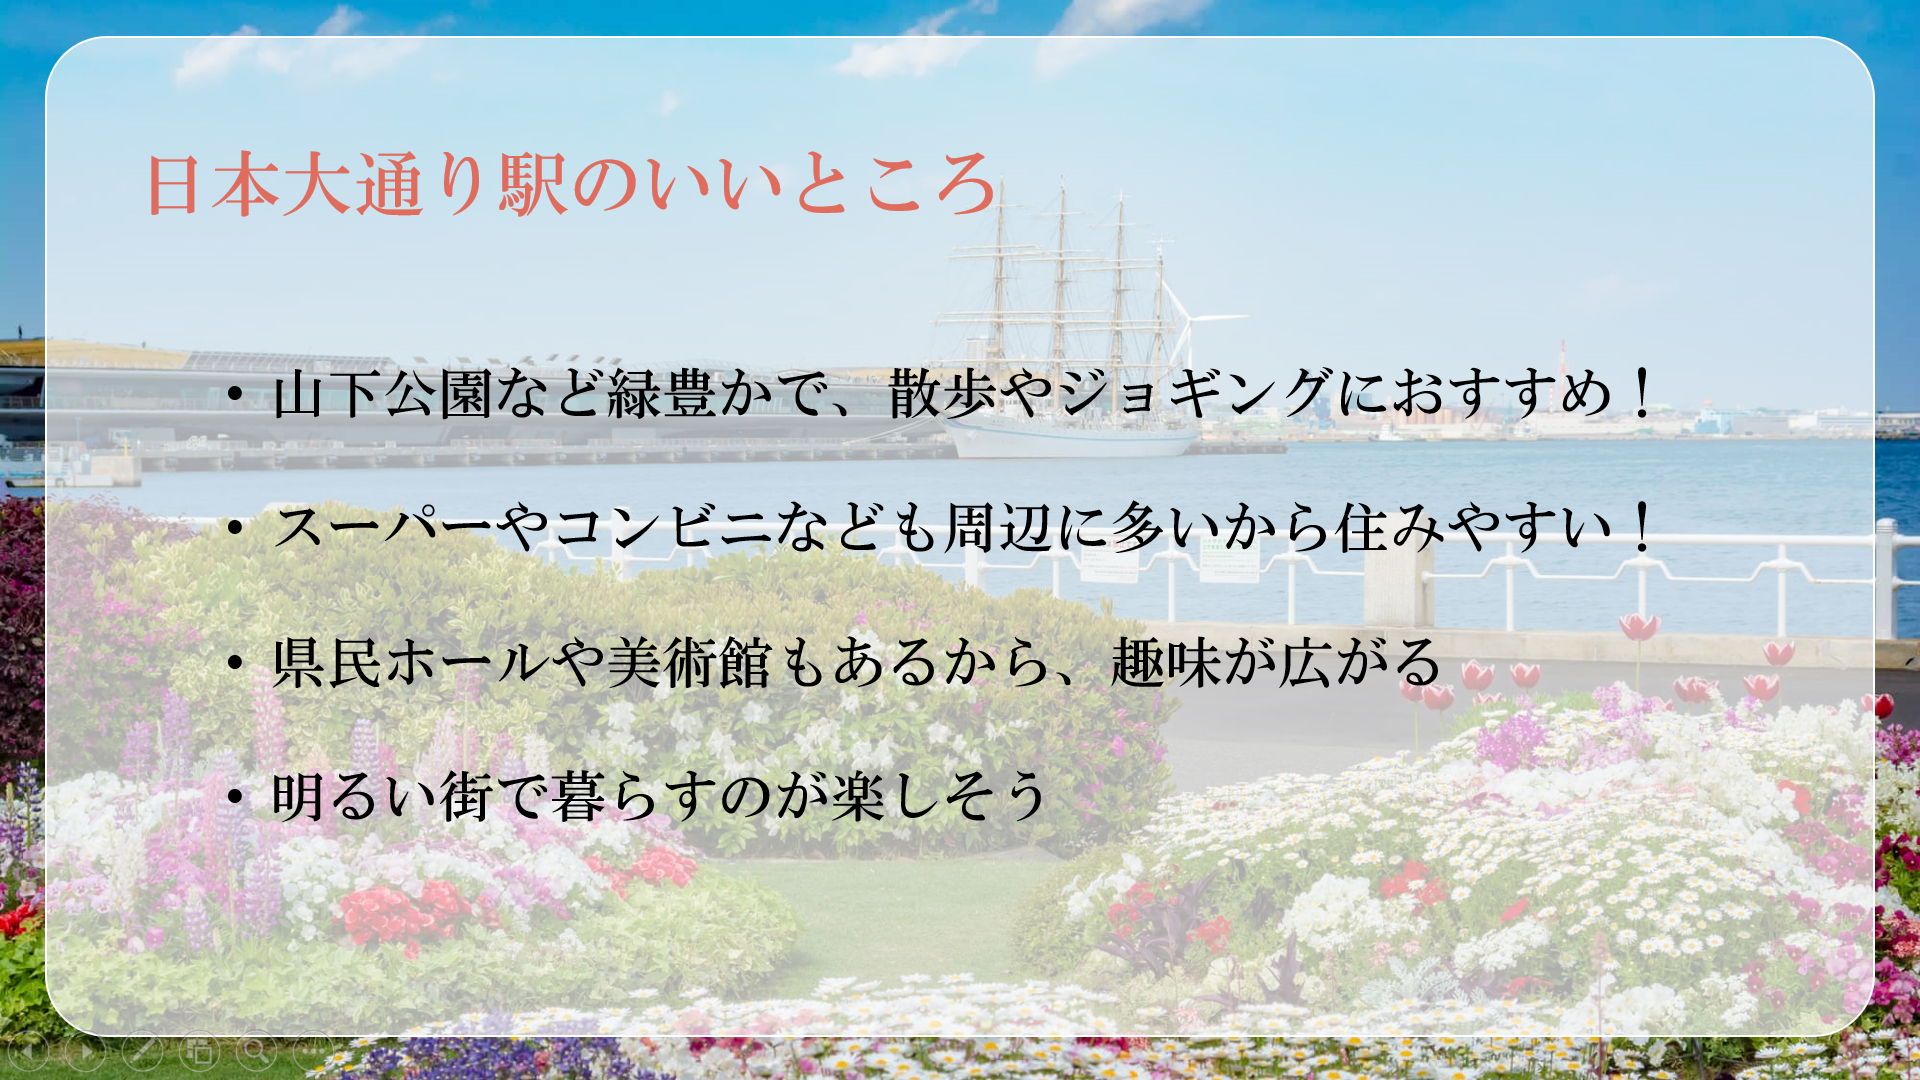 日本大通り駅のいいところ
• 山下公園など緑豊かで、散歩やジョギングにおすすめ！
• スーパーやコンビニなども周辺に多いから住みやすい！
• 県民ホールや美術館もあるから、趣味が広がる
• 明るい街で暮らすのが楽しそう